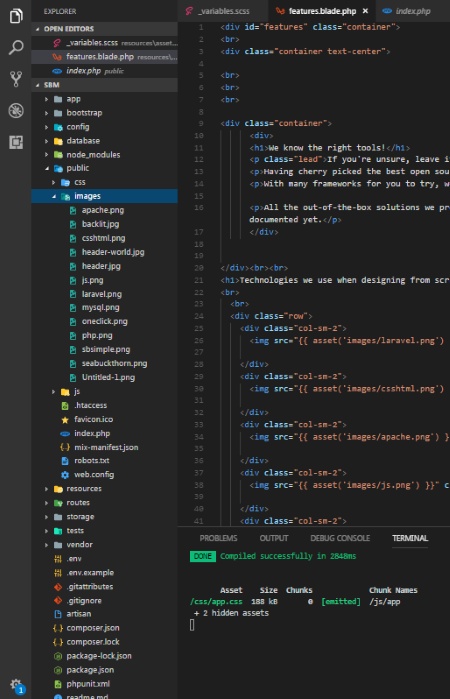 EXPLORER
OPEN EDITORS
_variables.scss resources\asset...
features.blade.php resources\...
index.php public
SBM
app
bootstrap
config
database
node_modules
public
css
images
apache.png
backlit.jpg
csshtml.png
header-world.jpg
header.jpg
js.png
laravel.png
mysql.png
oneclick.png
php.png
sbsimple.png
seabuckthorn.png
Untitled-1.png
js
.htaccess
favicon.ico
index.php
mix-manifest.json
robots.txt
web.config
resources
routes
storage
tests
vendor
.env
.env.example
.gitattributes
.gitignore
artisan
composer.json
composer.lock
package-lock.json
package.json
phpunit.xml
readme.md
1
_variables.scss
features.blade.php ×
index.php
1 <div id="features" class="container">
2 <br>
3 <div class="container text-center">
4
5 <br>
6 <br>
7 <br>
8
9 <div class="container">
10 <div>
11 <h1>We know the right tools!</h1>
12 <p class="lead">If you're unsure, leave i
13 <p>Having cherry picked the best open sou
14 <p>With many frameworks for you to try, w
15
16 <p>All the out-of-the-box solutions we pr
documented yet.</p>
17 </div>
18
19
20 </div><br><br>
21 <h1>Technologies we use when designing from scr
22 <br>
23 <br>
24 <div class="row">
25 <div class="col-sm-2">
26 <img src="{{ asset('images/laravel.png')
27
28 </div>
29 <div class="col-sm-2">
30 <img src="{{ asset('images/csshtml.png')
31
32 </div>
33 <div class="col-sm-2">
34 <img src="{{ asset('images/apache.png') }
35
36 </div>
37 <div class="col-sm-2">
38 <img src="{{ asset('images/js.png') }}" c
39
40 </div>
41 <div class="col-sm-2">
PROBLEMS OUTPUT DEBUG CONSOLE TERMINAL
DONE Compiled successfully in 2848ms
Asset Size Chunks Chunk Names
/css/app.css 188 kB 0 [emitted] /js/app
+ 2 hidden assets